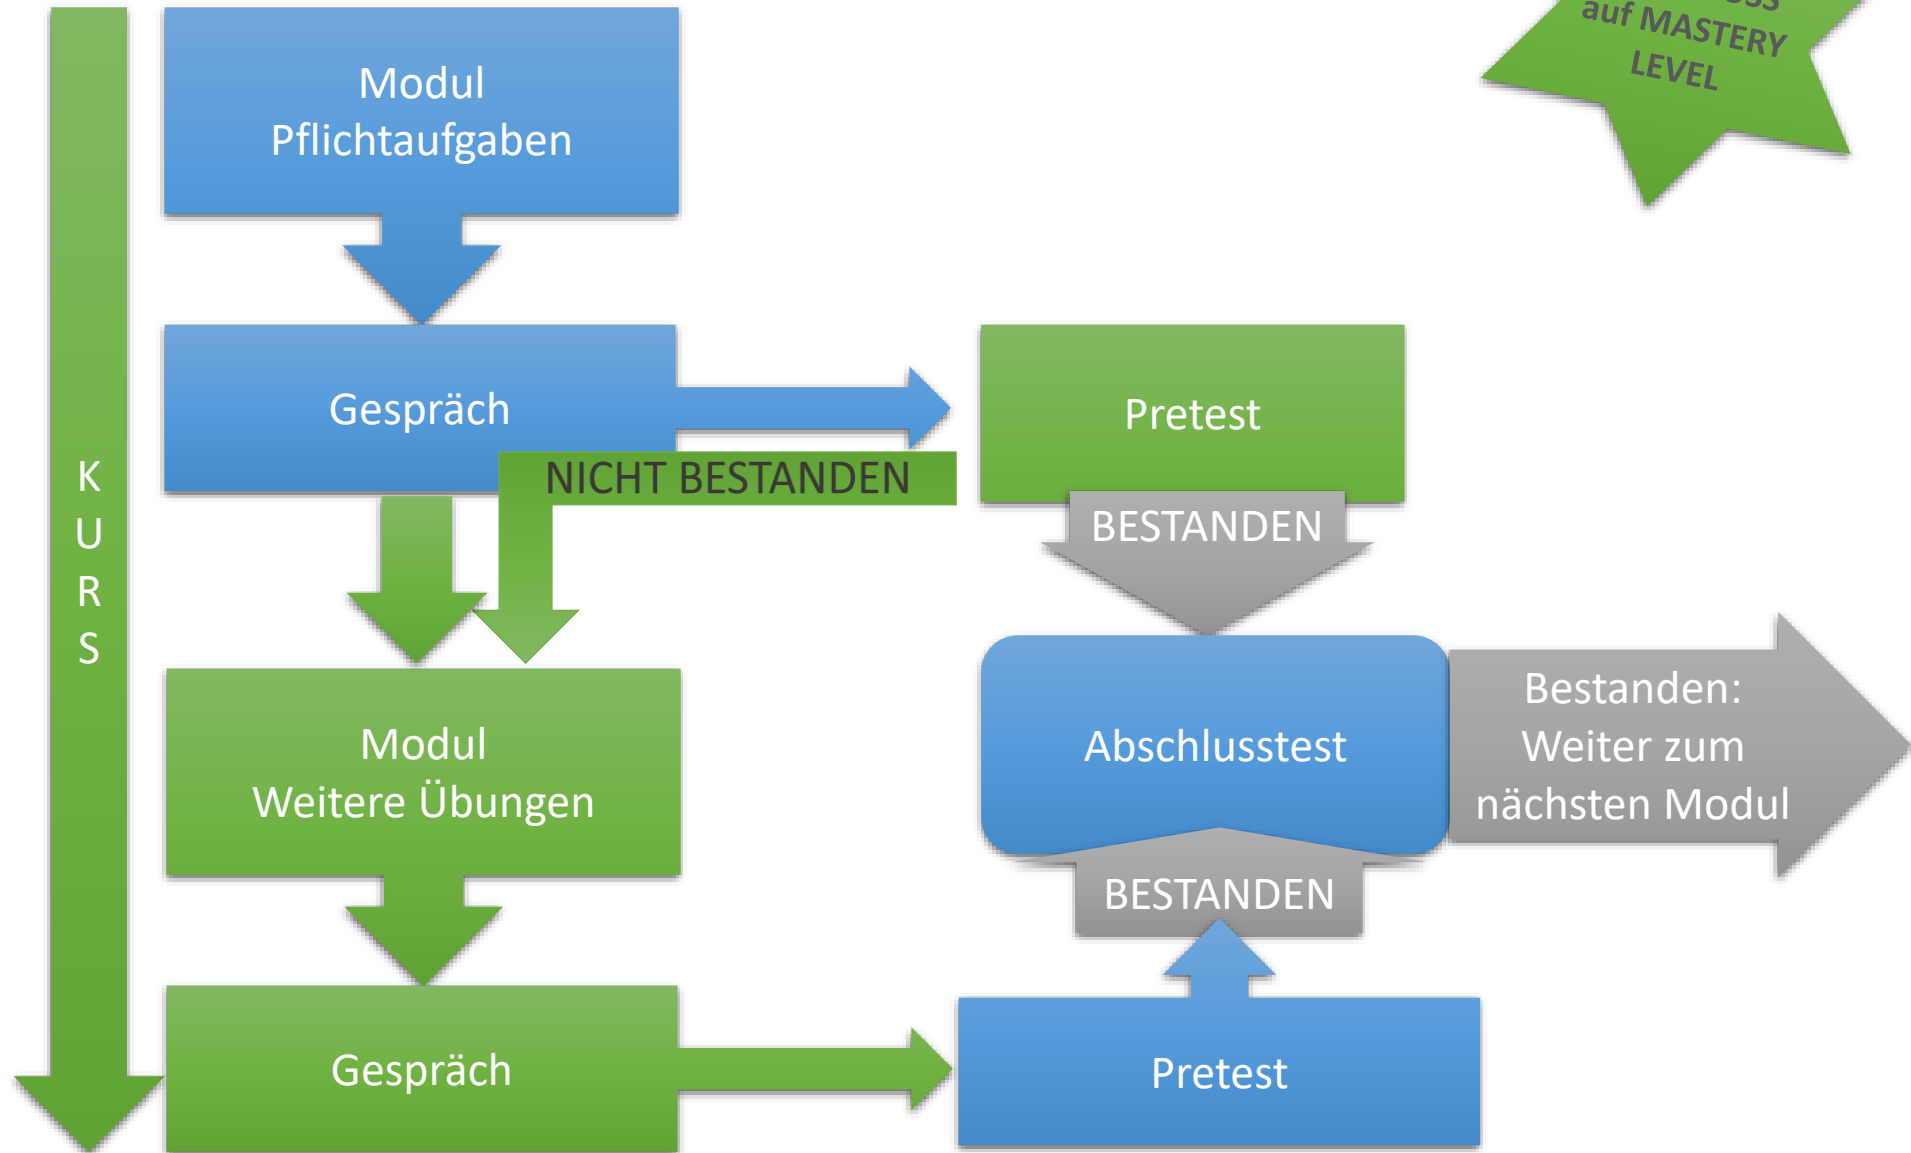 auf MASTERY
LEVEL
Modul
Pflichtaufgaben
Gespräch
Pretest
NICHT BESTANDEN
BESTANDEN
K
U
R
S
Modul
Weitere Übungen
Abschlusstest
Bestanden:
Weiter zum
nächsten Modul
BESTANDEN
Gespräch
Pretest